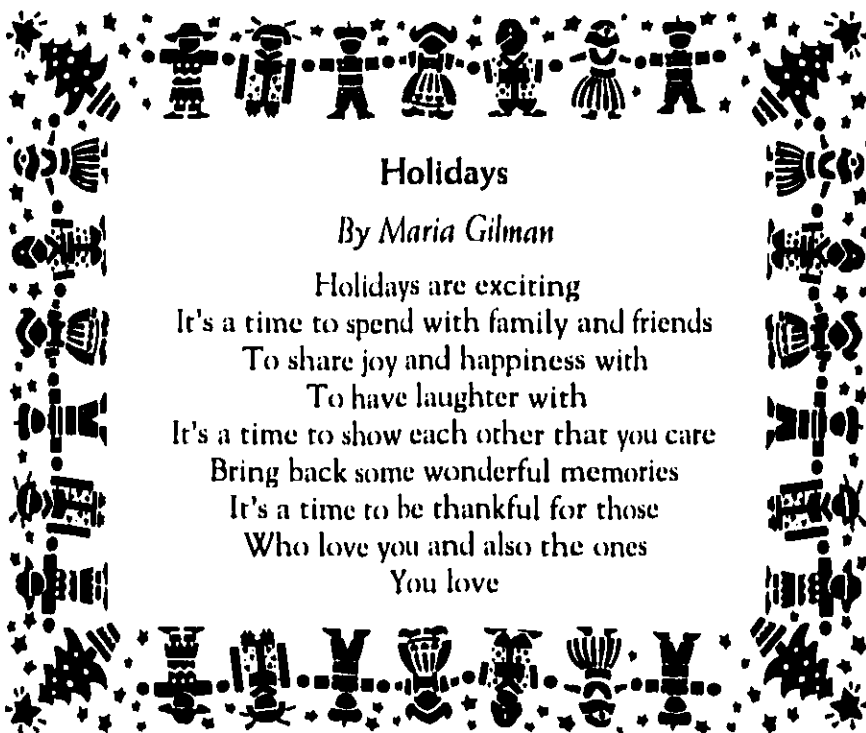 Holidays
By Maria Gilman
Holidays are exciting
It's a time to spend with family and friends
To share joy and happiness with
To have laughter with
It's a time to show each other that you care
Bring back some wonderful memories
It's a time to be thankful for those
Who love you and also the ones
You love